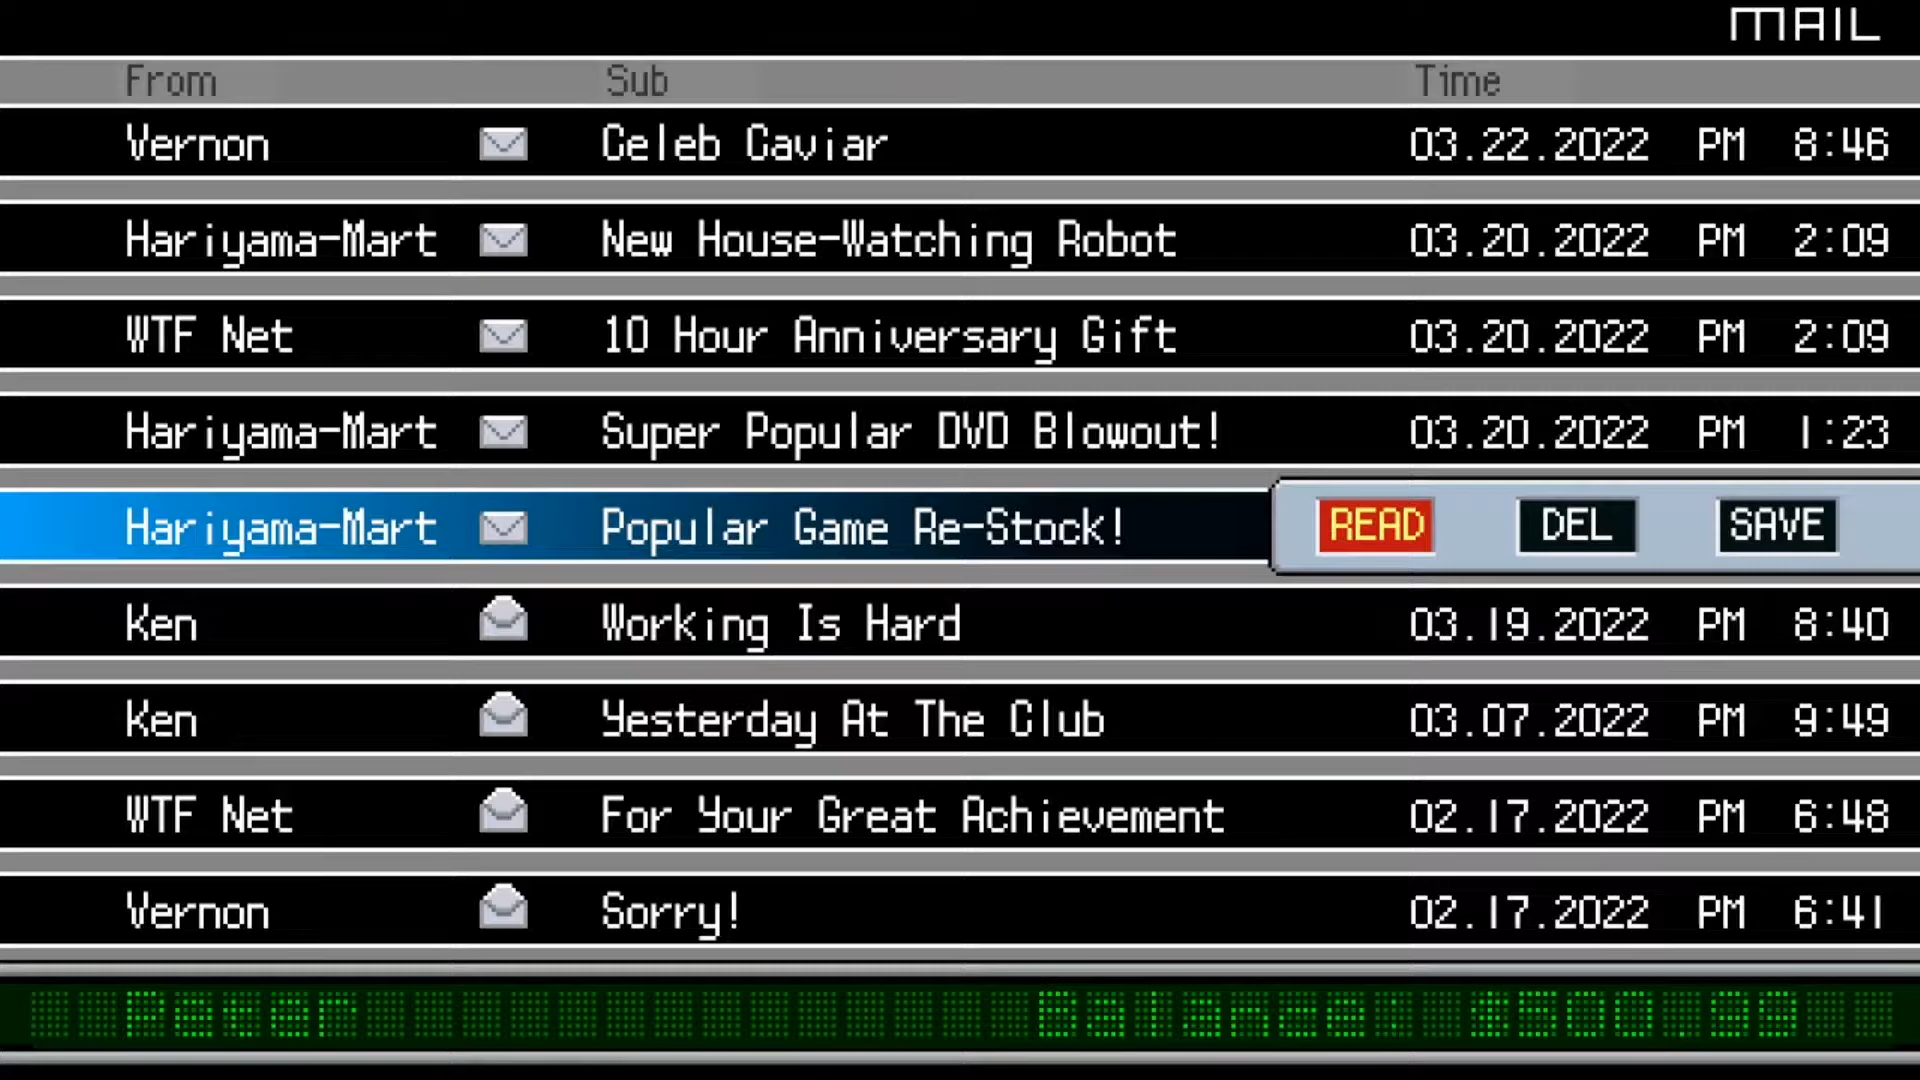 MAIL
From Sub Time
Vernon Celeb Caviar 03.22.2022 PM 8:46
Hariyama-Mart New House-Watching Robot 03.20.2022 PM 2:09
WTF Net 10 Hour Anniversary Gift 03.20.2022 PM 2:09
Hariyama-Mart Super Popular DVD Blowout! 03.20.2022 PM 1:23
Hariyama-Mart Popular Game Re-Stock! READ DEL SAVE
Ken Working Is Hard 03.19.2022 PM 8:40
Ken Yesterday At The Club 03.07.2022 PM 9:49
WTF Net For Your Great Achievement 02.17.2022 PM 6:48
Vernon Sorry! 02.17.2022 PM 6:41
Peter Balance: $500.99